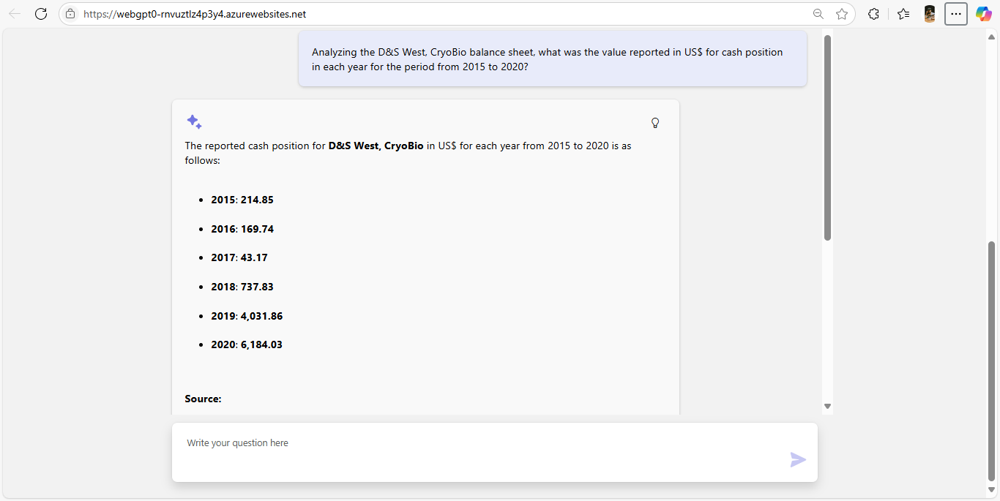 https://webgpt0-rnvuztlz4p3y4.azurewebsites.net
Analyzing the D&S West, CryoBio balance sheet, what was the value reported in US$ for cash position
in each year for the period from 2015 to 2020?
The reported cash position for D&S West, CryoBio in US$ for each year from 2015 to 2020 is as
follows:
• 2015: 214.85
• 2016: 169.74
• 2017: 43.17
• 2018: 737.83
• 2019: 4,031.86
• 2020: 6,184.03
Source:
Write your question here